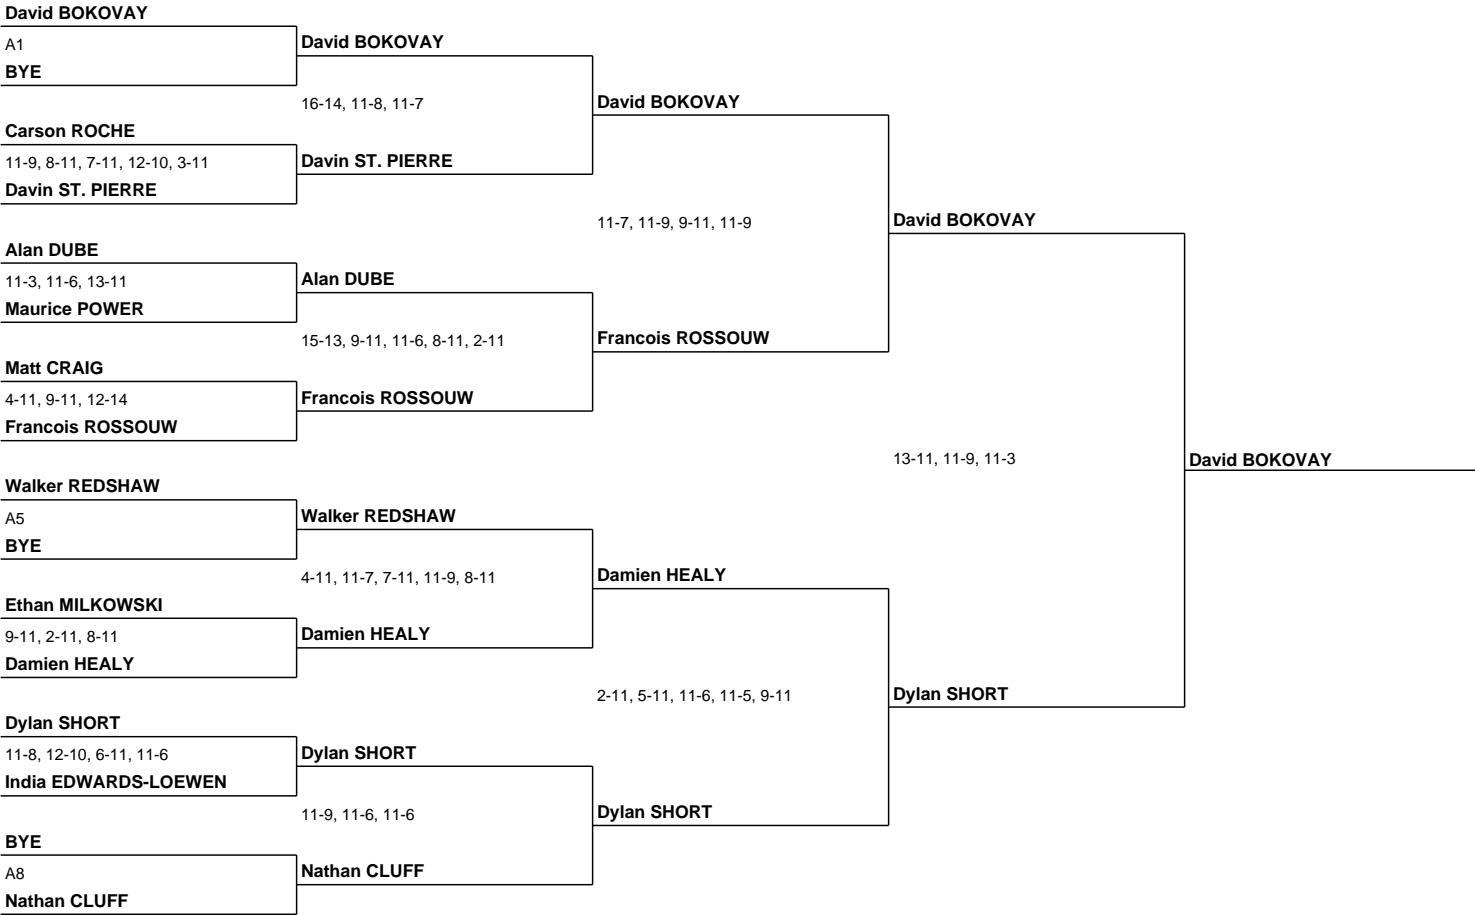 David BOKOVAY
A1
BYE
Carson ROCHE
11-9, 8-11, 7-11, 12-10, 3-11
Davin ST. PIERRE
Alan DUBE
11-3, 11-6, 13-11
Maurice POWER
Matt CRAIG
4-11, 9-11, 12-14
Francois ROSSOUW
Walker REDSHAW
A5
BYE
Ethan MILKOWSKI
9-11, 2-11, 8-11
Damien HEALY
Dylan SHORT
11-8, 12-10, 6-11, 11-6
India EDWARDS-LOEWEN
BYE
A8
Nathan CLUFF
David BOKOVAY
16-14, 11-8, 11-7
Davin ST. PIERRE
Alan DUBE
15-13, 9-11, 11-6, 8-11, 2-11
Francois ROSSOUW
Walker REDSHAW
4-11, 11-7, 7-11, 11-9, 8-11
Damien HEALY
Dylan SHORT
11-9, 11-6, 11-6
Nathan CLUFF
David BOKOVAY
11-7, 11-9, 9-11, 11-9
Francois ROSSOUW
Damien HEALY
2-11, 5-11, 11-6, 11-5, 9-11
Dylan SHORT
David BOKOVAY
13-11, 11-9, 11-3
Dylan SHORT
David BOKOVAY